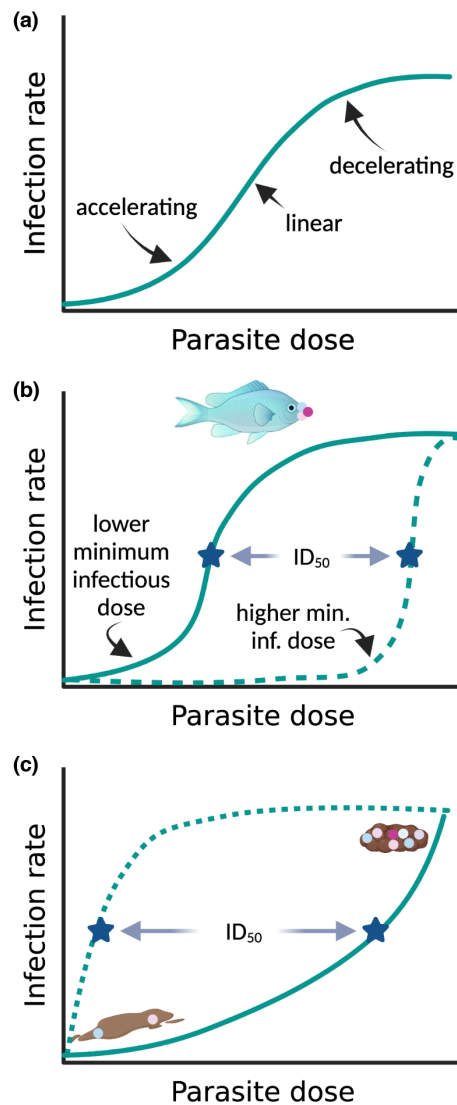 (a)
Infection rate
accelerating
linear
decelerating
Parasite dose
(b)
Infection rate
lower
minimum
infectious
dose
ID₅₀
higher min.
inf. dose
Parasite dose
(c)
Infection rate
ID₅₀
Parasite dose